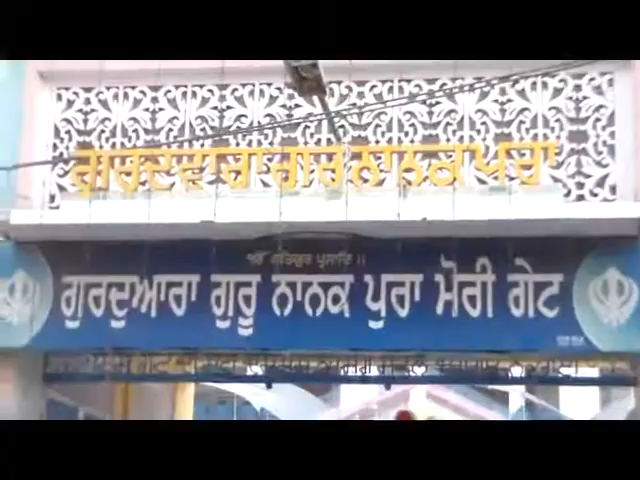 ਗੁਰਦੁਆਰਾ ਗੁਰੂ ਨਾਨਕ ਪੁਰਾ
ੴ ਸਤਿਗੁਰ ਪ੍ਰਸਾਦਿ ॥
ਗੁਰਦੁਆਰਾ ਗੁਰੂ ਨਾਨਕ ਪੁਰਾ ਮੋਰੀ ਗੇਟ